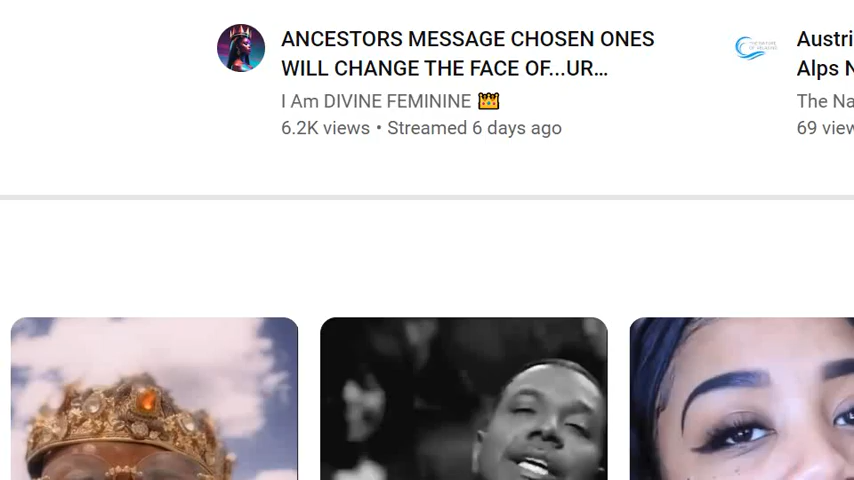 ANCESTORS MESSAGE CHOSEN ONES
WILL CHANGE THE FACE OF...UR...
I Am DIVINE FEMININE 👑
6.2K views • Streamed 6 days ago
Austri
Alps N
The Na
69 view